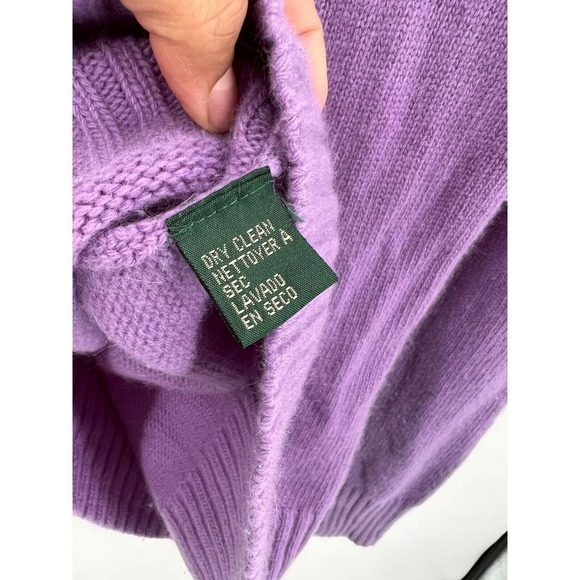 DRY CLEAN
NETTOYER A
SEC
LAVADO
EN SECO